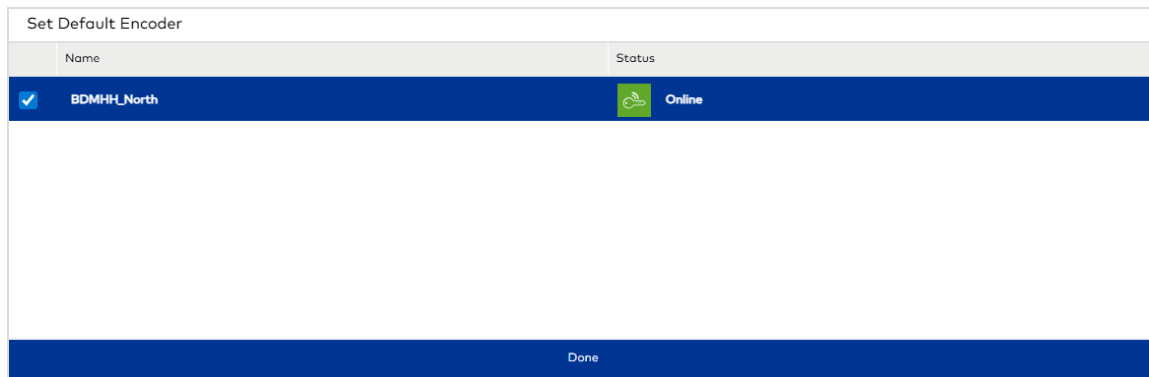 Set Default Encoder
Name Status
BDMHH_North Online
Done